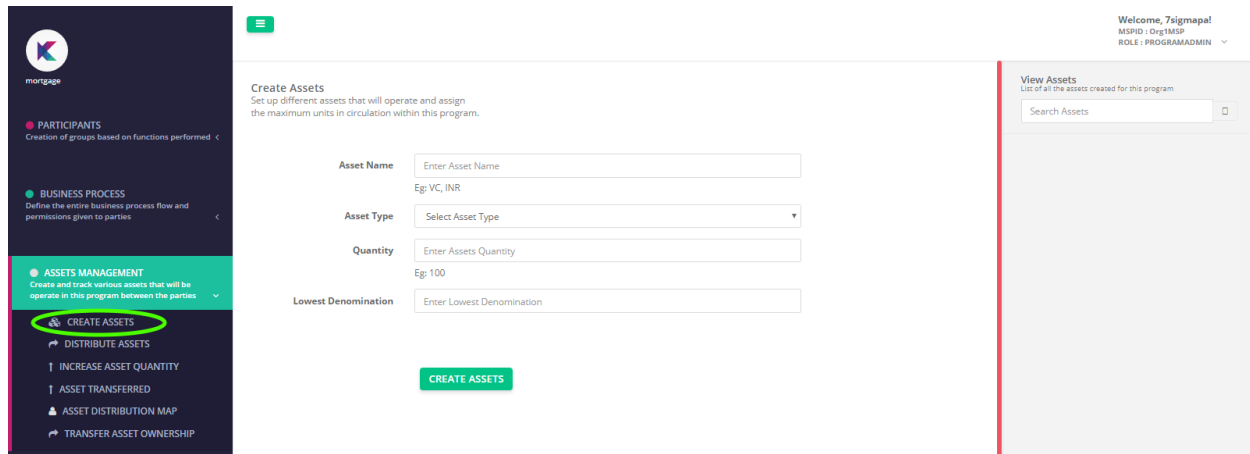 mortgage
PARTICIPANTS
Creation of groups based on functions performed
BUSINESS PROCESS
Define the entire business process flow and
permissions given to parties
ASSETS MANAGEMENT
Create and track various assets that will be
operate in this program between the parties
CREATE ASSETS
DISTRIBUTE ASSETS
INCREASE ASSET QUANTITY
ASSET TRANSFERRED
ASSET DISTRIBUTION MAP
TRANSFER ASSET OWNERSHIP
Welcome, 7sigmapa!
MSPID : Org1MSP
ROLE : PROGRAMADMIN
Create Assets
Set up different assets that will operate and assign
the maximum units in circulation within this program.
Asset Name
Enter Asset Name
Eg: VC, INR
Asset Type
Select Asset Type
Quantity
Enter Assets Quantity
Eg: 100
Lowest Denomination
Enter Lowest Denomination
CREATE ASSETS
View Assets
List of all the assets created for this program
Search Assets